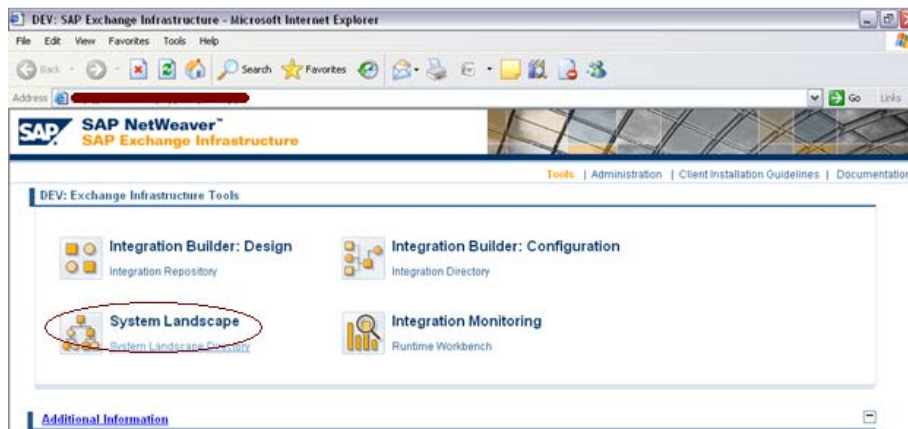 DEV: SAP Exchange Infrastructure - Microsoft Internet Explorer
File Edit View Favorites Tools Help
Back Search Favorites
Address Go Links
SAP SAP NetWeaver™
SAP Exchange Infrastructure
Tools | Administration | Client Installation Guidelines | Documentation
DEV: Exchange Infrastructure Tools
Integration Builder: Design Integration Builder: Configuration
Integration Repository Integration Directory
System Landscape Integration Monitoring
System Landscape Directory Runtime Workbench
Additional Information